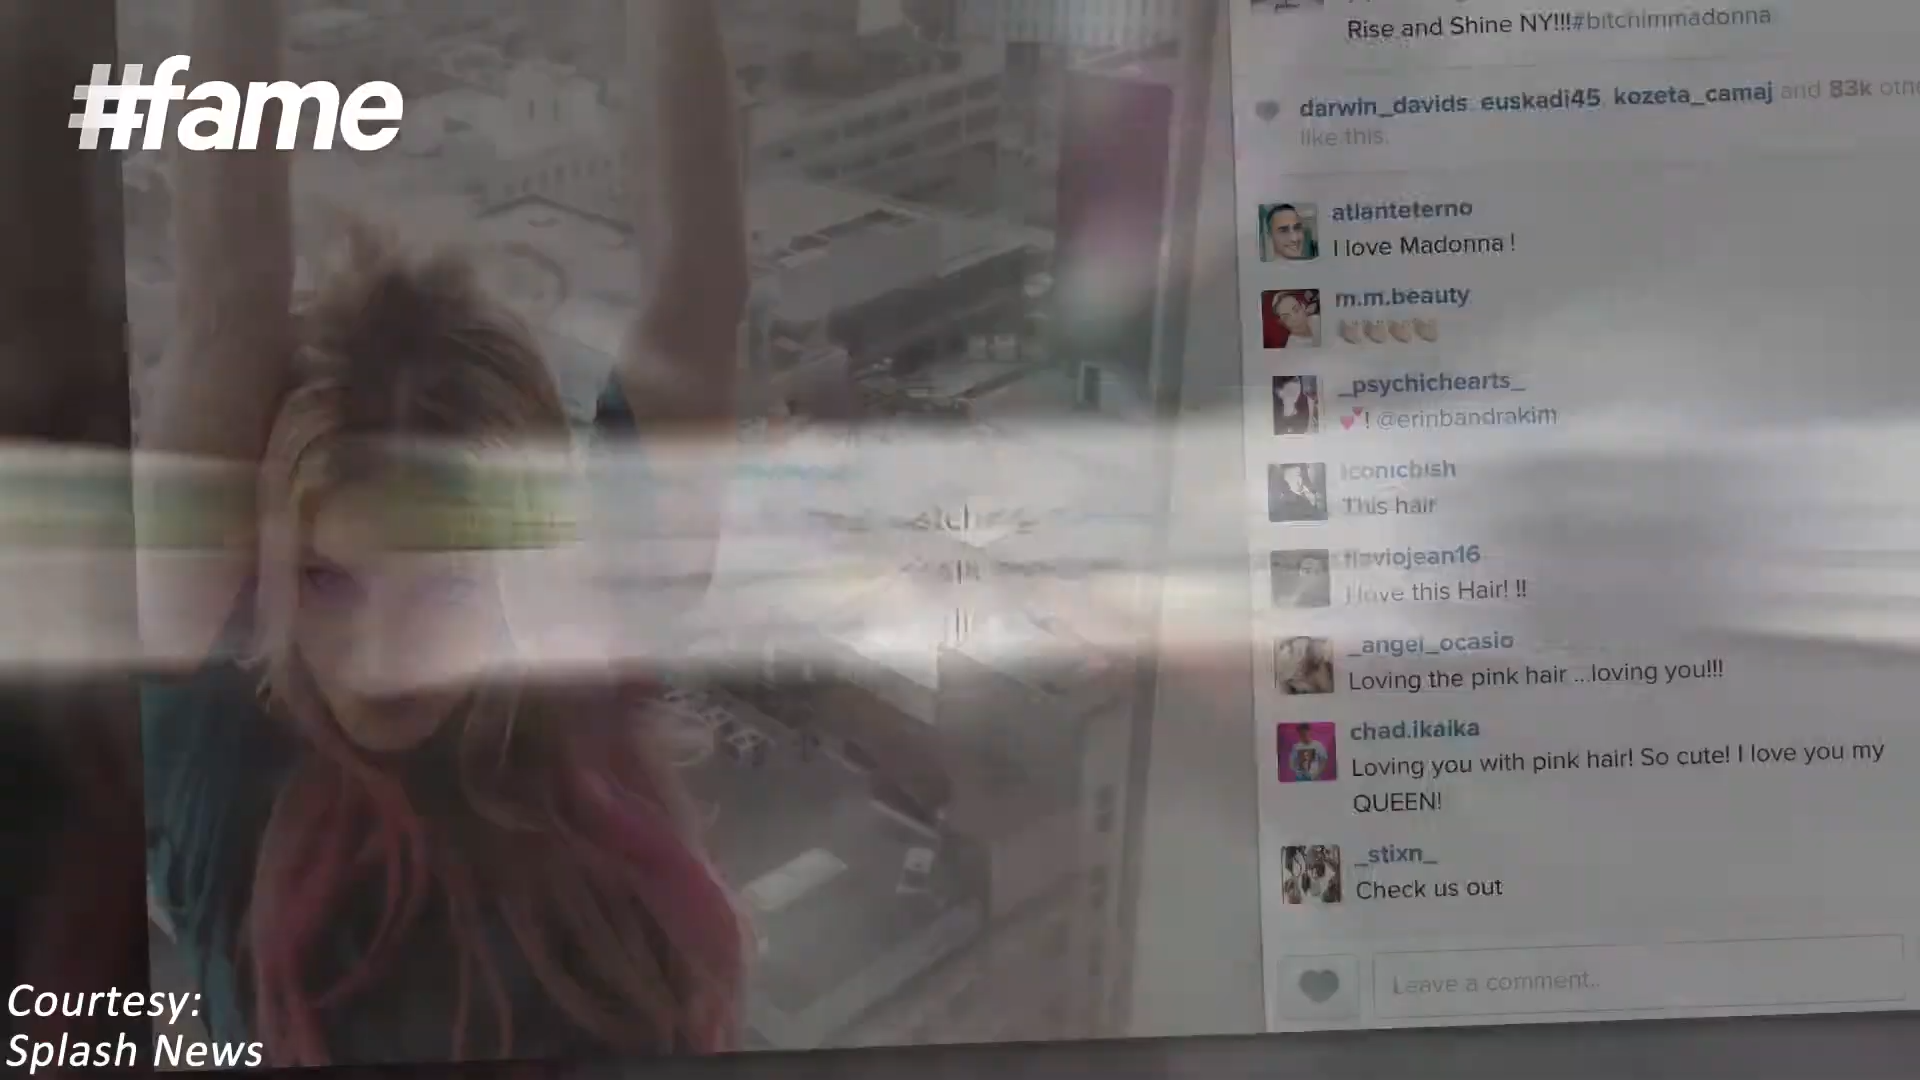 #fame
Rise and Shine NY!!!#bitchimmadonna
darwin_davids euskadi45, kozeta_camaj and 83k othe
like this.
atlanteterno
I love Madonna !
m.m.beauty
👏👏👏👏
_psychichearts_
💕! @erinbandrakim
iconicbish
This hair
flaviojean16
I love this Hair! !!
_angel_ocasio
Loving the pink hair ...loving you!!!
chad.ikaika
Loving you with pink hair! So cute! I love you my
QUEEN!
_stixn_
Check us out
Leave a comment...
Courtesy:
Splash News